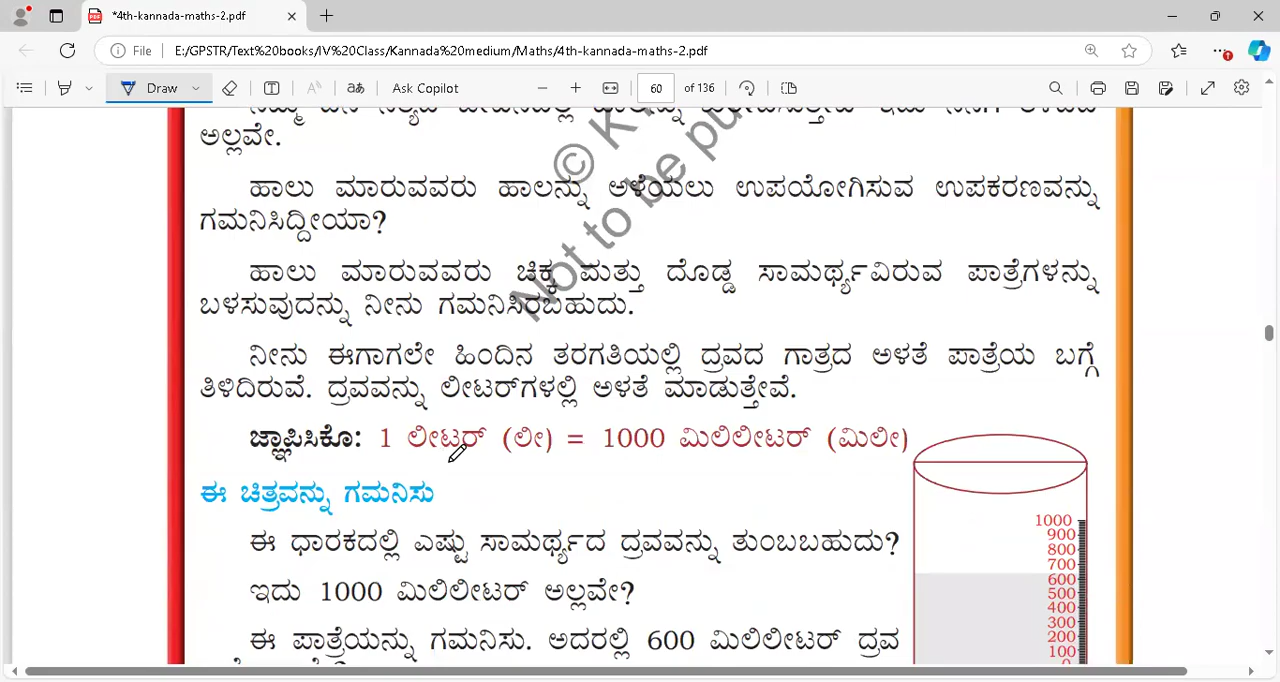 *4th-kannada-maths-2.pdf
File E:/GPSTR/Text%20books/IV%20Class/Kannada%20medium/Maths/4th-kannada-maths-2.pdf
Draw Ask Copilot 60 of 136
ಅಲ್ಲವೇ.
ಹಾಲು ಮಾರುವವರು ಹಾಲನ್ನು ಅಳೆಯಲು ಉಪಯೋಗಿಸುವ ಉಪಕರಣವನ್ನು
ಗಮನಿಸಿದ್ದೀಯಾ?
ಹಾಲು ಮಾರುವವರು ಚಿಕ್ಕ ಮತ್ತು ದೊಡ್ಡ ಸಾಮರ್ಥ್ಯವಿರುವ ಪಾತ್ರೆಗಳನ್ನು
ಬಳಸುವುದನ್ನು ನೀನು ಗಮನಿಸಿರಬಹುದು.
ನೀನು ಈಗಾಗಲೇ ಹಿಂದಿನ ತರಗತಿಯಲ್ಲಿ ದ್ರವದ ಗಾತ್ರದ ಅಳತೆ ಪಾತ್ರೆಯ ಬಗ್ಗೆ
ತಿಳಿದಿರುವೆ. ದ್ರವವನ್ನು ಲೀಟರ್‌ಗಳಲ್ಲಿ ಅಳತೆ ಮಾಡುತ್ತೇವೆ.
ಜ್ಞಾಪಿಸಿಕೊ: 1 ಲೀಟರ್ (ಲೀ) = 1000 ಮಿಲಿಲೀಟರ್ (ಮಿಲೀ)
ಈ ಚಿತ್ರವನ್ನು ಗಮನಿಸು
ಈ ಧಾರಕದಲ್ಲಿ ಎಷ್ಟು ಸಾಮರ್ಥ್ಯದ ದ್ರವವನ್ನು ತುಂಬಬಹುದು?
ಇದು 1000 ಮಿಲಿಲೀಟರ್ ಅಲ್ಲವೇ?
ಈ ಪಾತ್ರೆಯನ್ನು ಗಮನಿಸು. ಅದರಲ್ಲಿ 600 ಮಿಲಿಲೀಟರ್ ದ್ರವ
1000
900
800
700
600
500
400
300
200
100
© K
Not to be pu